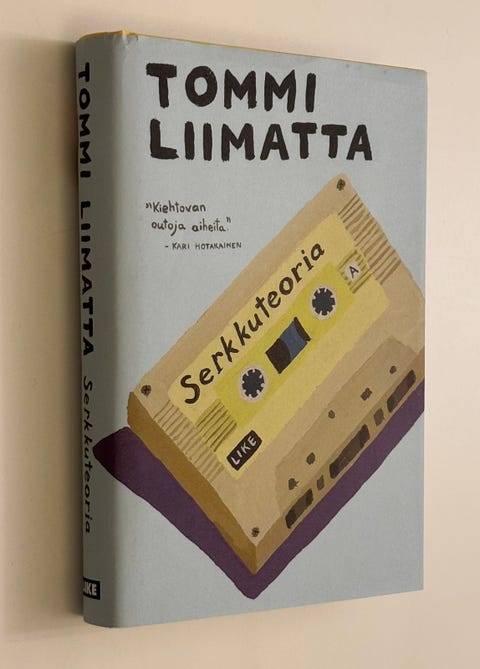 TOMMI
LIIMATTA
”Kiehtovan
outoja aiheita.”
- KARI HOTAKAINEN
Serkkuteoria
A
LIKE
TOMMI LIIMATTA Serkkuteoria
LIKE